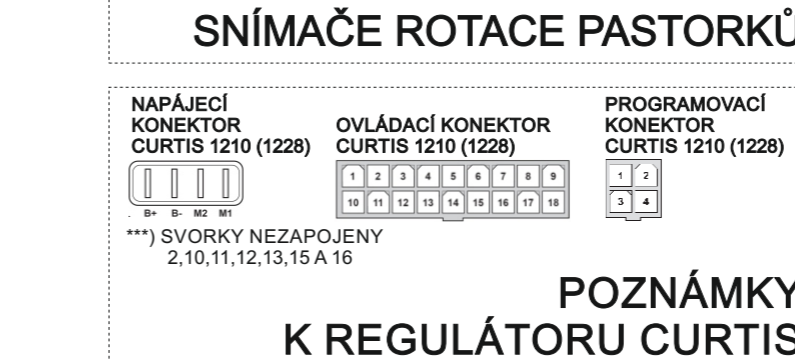 SNÍMAČE ROTACE PASTORKŮ
NAPÁJECÍ
KONEKTOR
CURTIS 1210 (1228)
B+ B- M2 M1
OVLÁDACÍ KONEKTOR
CURTIS 1210 (1228)
1 2 3 4 5 6 7 8 9
10 11 12 13 14 15 16 17 18
PROGRAMOVACÍ
KONEKTOR
CURTIS 1210 (1228)
1 2
3 4
***) SVORKY NEZAPOJENY
2,10,11,12,13,15 A 16
POZNÁMKY
K REGULÁTORU CURTIS